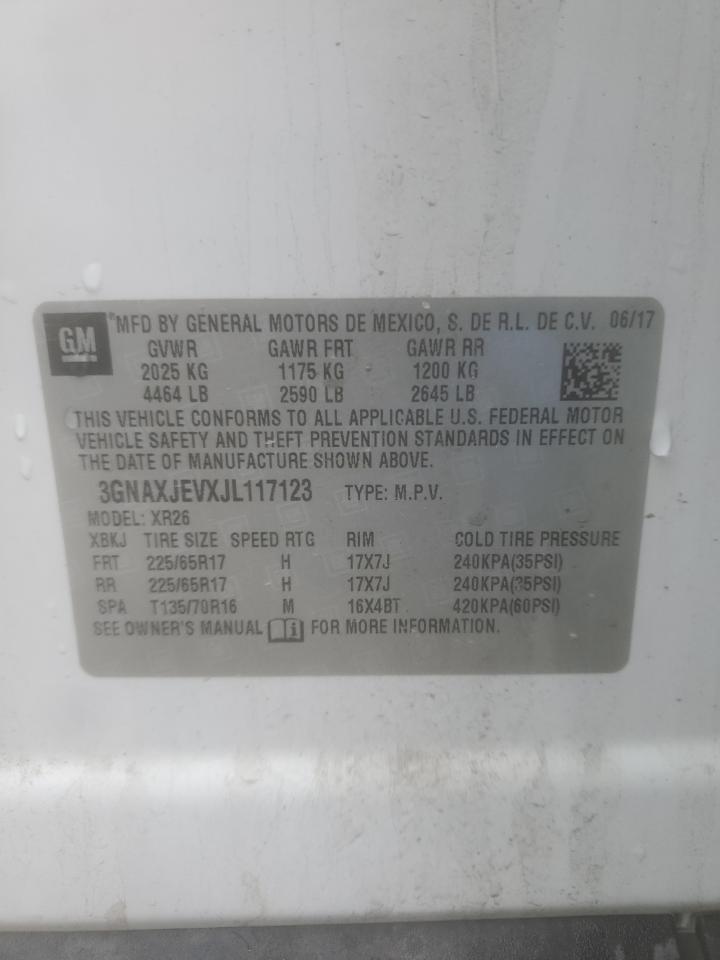 GM ®MFD BY GENERAL MOTORS DE MEXICO, S. DE R.L. DE C.V. 06/17
GVWR GAWR FRT GAWR RR
2025 KG 1175 KG 1200 KG
4464 LB 2590 LB 2645 LB
THIS VEHICLE CONFORMS TO ALL APPLICABLE U.S. FEDERAL MOTOR
VEHICLE SAFETY AND THEFT PREVENTION STANDARDS IN EFFECT ON
THE DATE OF MANUFACTURE SHOWN ABOVE.
3GNAXJEVXJL117123 TYPE: M.P.V.
MODEL: XR26
XBKJ TIRE SIZE SPEED RTG RIM COLD TIRE PRESSURE
FRT 225/65R17 H 17X7J 240KPA(35PSI)
RR 225/65R17 H 17X7J 240KPA(35PSI)
SPA T135/70R16 M 16X4BT 420KPA(60PSI)
SEE OWNER'S MANUAL i FOR MORE INFORMATION.